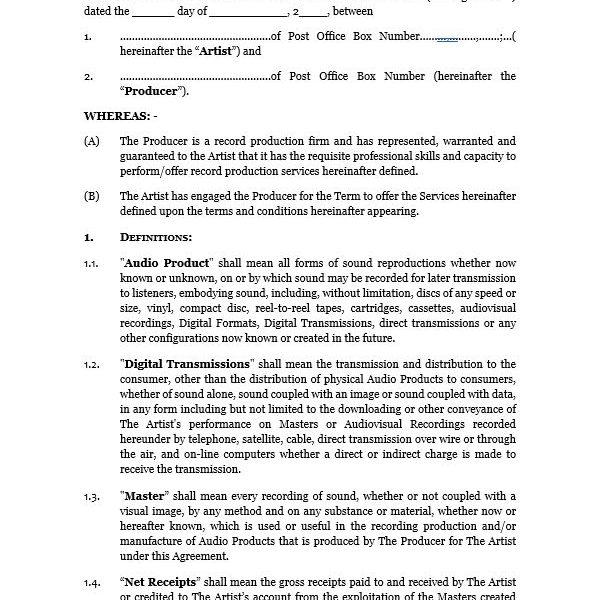 dated the _______ day of _____________, 2_____, between
1. ................................................of Post Office Box Number..................;........;...(
hereinafter the “Artist”) and
2. ................................................of Post Office Box Number (hereinafter the
“Producer”).
WHEREAS: -
(A) The Producer is a record production firm and has represented, warranted and
guaranteed to the Artist that it has the requisite professional skills and capacity to
perform/offer record production services hereinafter defined.
(B) The Artist has engaged the Producer for the Term to offer the Services hereinafter
defined upon the terms and conditions hereinafter appearing.
1. DEFINITIONS:
1.1. "Audio Product" shall mean all forms of sound reproductions whether now
known or unknown, on or by which sound may be recorded for later transmission
to listeners, embodying sound, including, without limitation, discs of any speed or
size, vinyl, compact disc, reel-to-reel tapes, cartridges, cassettes, audiovisual
recordings, Digital Formats, Digital Transmissions, direct transmissions or any
other configurations now known or created in the future.
1.2. "Digital Transmissions" shall mean the transmission and distribution to the
consumer, other than the distribution of physical Audio Products to consumers,
whether of sound alone, sound coupled with an image or sound coupled with data,
in any form including but not limited to the downloading or other conveyance of
The Artist's performance on Masters or Audiovisual Recordings recorded
hereunder by telephone, satellite, cable, direct transmission over wire or through
the air, and on-line computers whether a direct or indirect charge is made to
receive the transmission.
1.3. "Master” shall mean every recording of sound, whether or not coupled with a
visual image, by any method and on any substance or material, whether now or
hereafter known, which is used or useful in the recording production and/or
manufacture of Audio Products that is produced by The Producer for The Artist
under this Agreement.
1.4. “Net Receipts” shall mean the gross receipts paid to and received by The Artist
or credited to The Artist's account from the exploitation of the Masters created